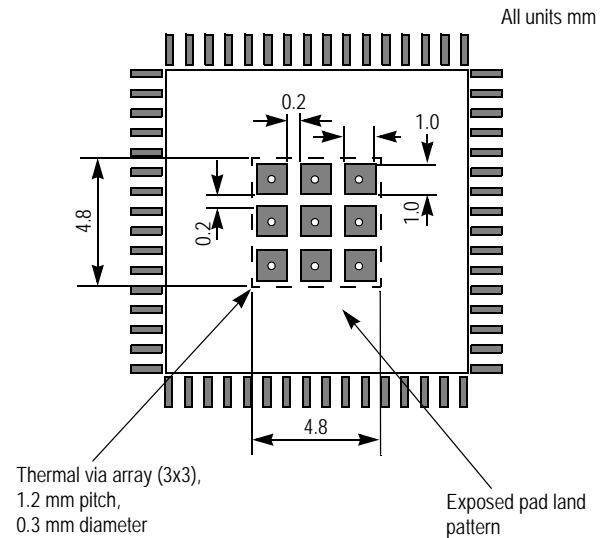 All units mm
0.2
1.0
4.8
0.2
1.0
4.8
Thermal via array (3x3),
1.2 mm pitch,
0.3 mm diameter
Exposed pad land
pattern